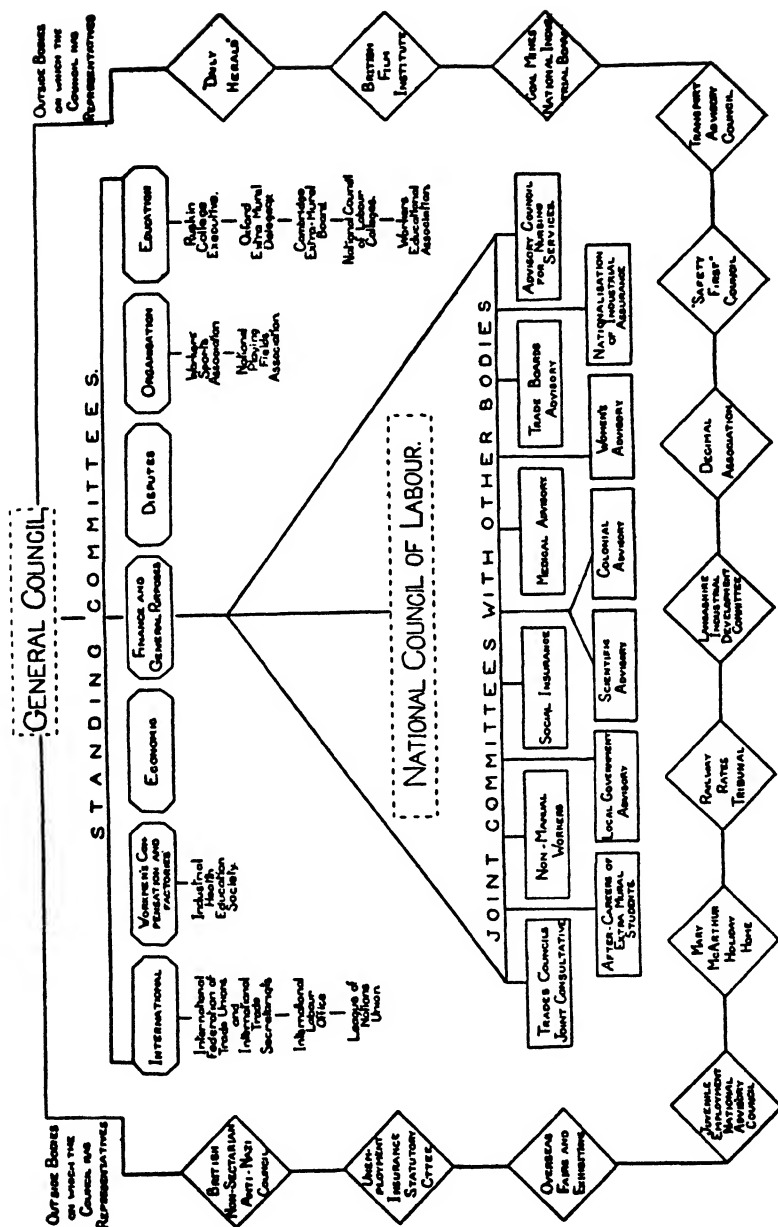 GENERAL COUNCIL
OUTSIDE BODIES
ON WHICH THE
COUNCIL HAS
REPRESENTATIVES
OUTSIDE BODIES
ON WHICH THE
COUNCIL HAS
REPRESENTATIVES
STANDING COMMITTEES.
INTERNATIONAL
International
Federation of
Trade Unions
and
International
Trade
Secretariats
International
Labour
Office
League of
Nations
Union
WORKMEN'S COM-
PENSATION AND
FACTORIES
Industrial
Health
Education
Society.
ECONOMIC
FINANCE AND
GENERAL PURPOSES
DISPUTES
ORGANISATION
Workers
Sports
Association
National
Playing
Fields
Association
EDUCATION
Ruskin
College
Executive.
Oxford
Extra Mural
Delegacy
Cambridge
Extra-Mural
Board
National Council
of Labour
Colleges.
Workers
Educational
Association.
NATIONAL COUNCIL OF LABOUR.
JOINT COMMITTEES WITH OTHER BODIES
TRADES COUNCILS
JOINT CONSULTATIVE
NON-MANUAL
WORKERS
SOCIAL INSURANCE
MEDICAL ADVISORY
TRADE BOARDS
ADVISORY
ADVISORY COUNCIL
FOR NURSING
SERVICES
AFTER-CAREERS OF
EXTRA MURAL
STUDENTS
LOCAL GOVERNMENT
ADVISORY
SCIENTIFIC
ADVISORY
COLONIAL
ADVISORY
WOMEN'S
ADVISORY
NATIONALISATION
OF INDUSTRIAL
ASSURANCE
BRITISH
NON-SECTARIAN
ANTI-NAZI
COUNCIL
UNEM-
PLOYMENT
INSURANCE
STATUTORY
CTTEE
OVERSEAS
FAIRS AND
EXHIBITIONS
JUVENILE
EMPLOYMENT
NATIONAL
ADVISORY
COUNCIL
MARY
McARTHUR
HOLIDAY
HOME
RAILWAY
RATES
TRIBUNAL
LANCASHIRE
INDUSTRIAL
DEVELOPMENT
COMMITTEE
DECIMAL
ASSOCIATION
"SAFETY
FIRST"
COUNCIL
TRANSPORT
ADVISORY
COUNCIL
COAL MINES
NATIONAL INDUS-
TRIAL BOARD
BRITISH
FILM
INSTITUTE
"DAILY
HERALD"